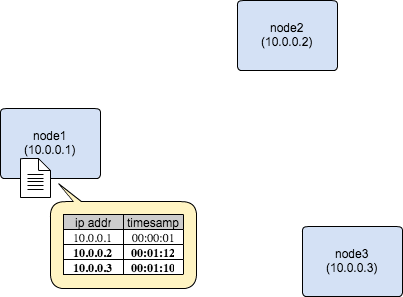 node2
(10.0.0.2)
node1
(10.0.0.1)
ip addr timesamp
10.0.0.1 00:00:01
10.0.0.2 00:01:12
10.0.0.3 00:01:10
node3
(10.0.0.3)